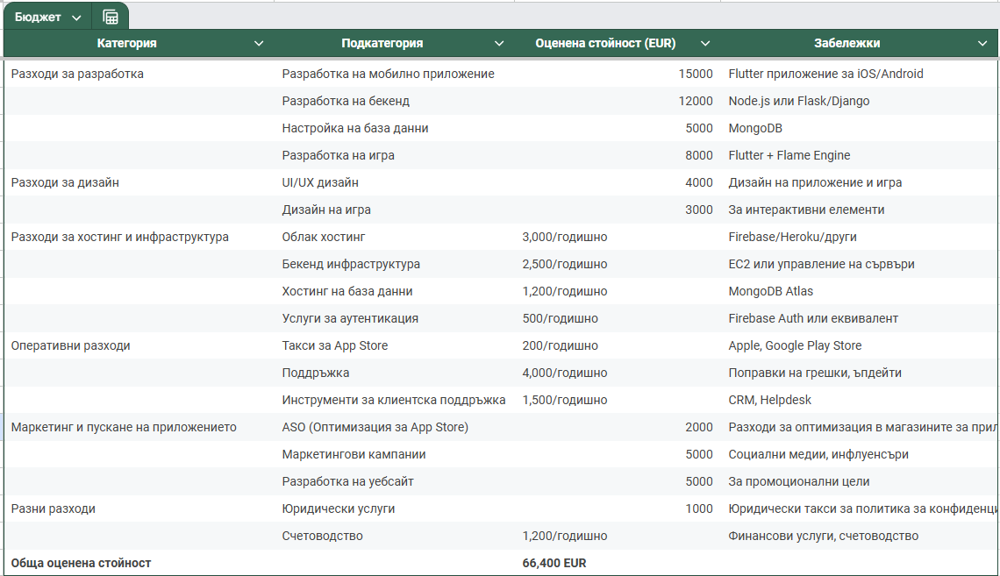 Бюджет
Категория Подкатегория Оценена стойност (EUR) Забележки
Разходи за разработка Разработка на мобилно приложение 15000 Flutter приложение за iOS/Android
Разработка на бекенд 12000 Node.js или Flask/Django
Настройка на база данни 5000 MongoDB
Разработка на игра 8000 Flutter + Flame Engine
Разходи за дизайн UI/UX дизайн 4000 Дизайн на приложение и игра
Дизайн на игра 3000 За интерактивни елементи
Разходи за хостинг и инфраструктура Облак хостинг 3,000/годишно Firebase/Heroku/други
Бекенд инфраструктура 2,500/годишно EC2 или управление на сървъри
Хостинг на база данни 1,200/годишно MongoDB Atlas
Услуги за аутентикация 500/годишно Firebase Auth или еквивалент
Оперативни разходи Такси за App Store 200/годишно Apple, Google Play Store
Поддръжка 4,000/годишно Поправки на грешки, ъпдейти
Инструменти за клиентска поддръжка 1,500/годишно CRM, Helpdesk
Маркетинг и пускане на приложението ASO (Оптимизация за App Store) 2000 Разходи за оптимизация в магазините за прил
Маркетингови кампании 5000 Социални медии, инфлуенсъри
Разработка на уебсайт 5000 За промоционални цели
Разни разходи Юридически услуги 1000 Юридически такси за политика за конфиденци
Счетоводство 1,200/годишно Финансови услуги, счетоводство
Обща оценена стойност 66,400 EUR